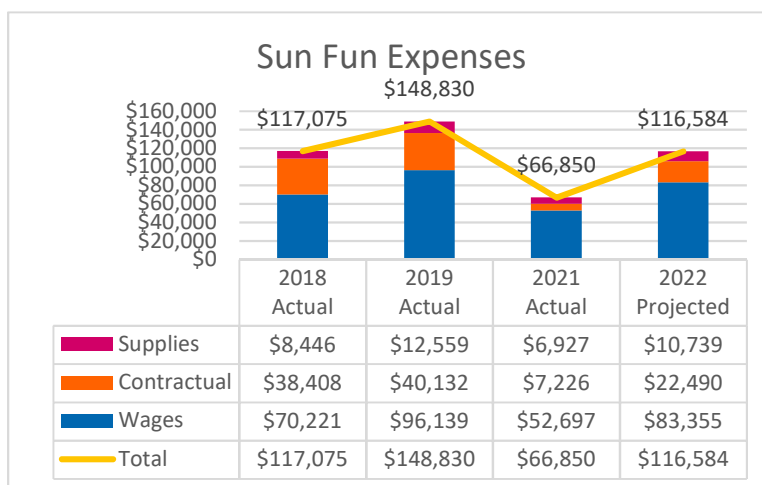 Sun Fun Expenses
$148,830
$160,000
$117,075
$116,584
$140,000
$120,000
$66,850
$100,000
$80,000
$60,000
$40,000
$20,000
$0
2018 2019 2021 2022
Actual Actual Actual Projected
Supplies $8,446 $12,559 $6,927 $10,739
Contractual $38,408 $40,132 $7,226 $22,490
Wages $70,221 $96,139 $52,697 $83,355
Total $117,075 $148,830 $66,850 $116,584